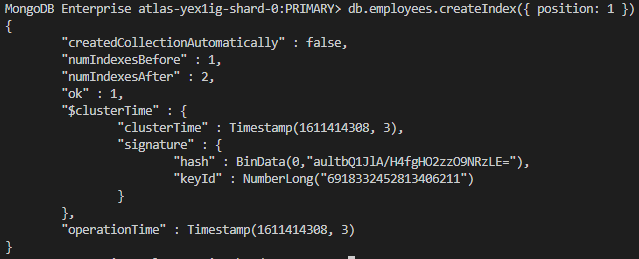 MongoDB Enterprise atlas-yex1ig-shard-0:PRIMARY> db.employees.createIndex({ position: 1 })
{
        "createdCollectionAutomatically" : false,
        "numIndexesBefore" : 1,
        "numIndexesAfter" : 2,
        "ok" : 1,
        "$clusterTime" : {
                "clusterTime" : Timestamp(1611414308, 3),
                "signature" : {
                        "hash" : BinData(0,"aultbQ1JlA/H4fgHO2zzO9NRzLE="),
                        "keyId" : NumberLong("6918332452813406211")
                }
        },
        "operationTime" : Timestamp(1611414308, 3)
}